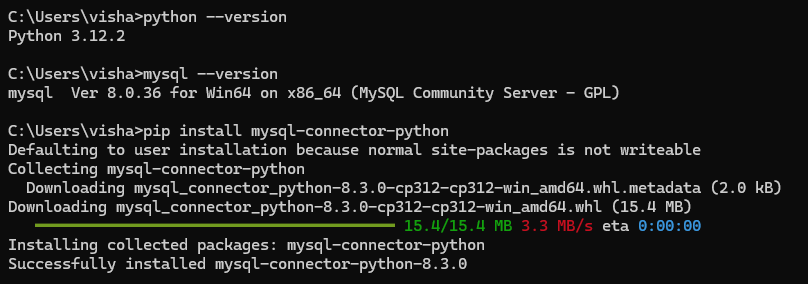 C:\Users\visha>python --version
Python 3.12.2
C:\Users\visha>mysql --version
mysql  Ver 8.0.36 for Win64 on x86_64 (MySQL Community Server - GPL)
C:\Users\visha>pip install mysql-connector-python
Defaulting to user installation because normal site-packages is not writeable
Collecting mysql-connector-python
  Downloading mysql_connector_python-8.3.0-cp312-cp312-win_amd64.whl.metadata (2.0 kB)
Downloading mysql_connector_python-8.3.0-cp312-cp312-win_amd64.whl (15.4 MB)
15.4/15.4 MB 3.3 MB/s eta 0:00:00
Installing collected packages: mysql-connector-python
Successfully installed mysql-connector-python-8.3.0